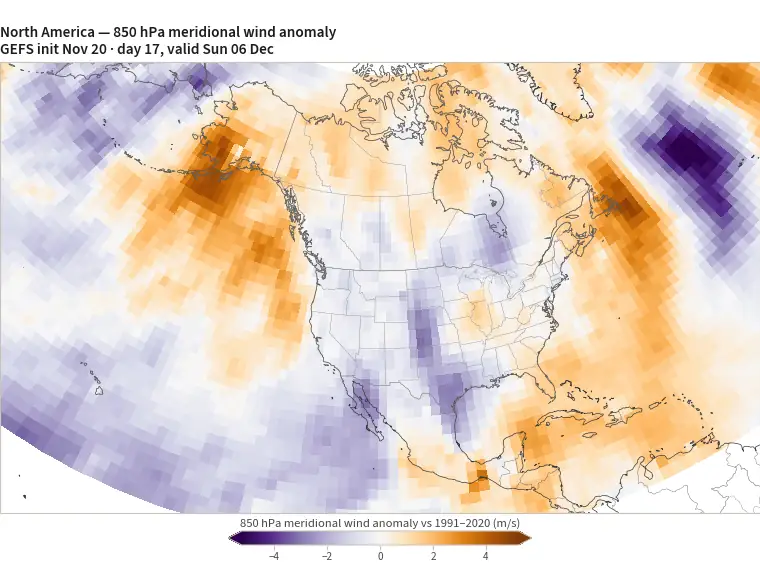 North America — 850 hPa meridional wind anomaly
GEFS init Nov 20 · day 17, valid Sun 06 Dec
850 hPa meridional wind anomaly vs 1991–2020 (m/s)
−4 −2 0 2 4